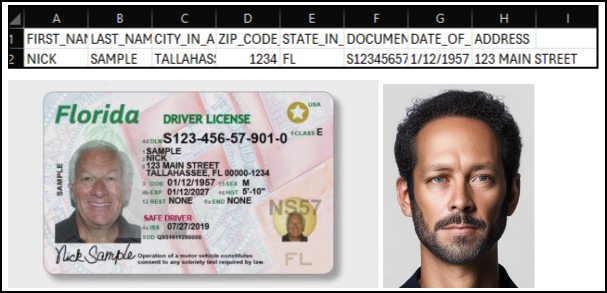 A B C D E F G H I
1 FIRST_NAM LAST_NAM CITY_IN_A ZIP_CODE_ STATE_IN_ DOCUMEN DATE_OF_ ADDRESS
2 NICK SAMPLE TALLAHAS 1234 FL S12345657 1/12/1957 123 MAIN STREET
Florida DRIVER LICENSE USA
4d DLN S123-456-57-901-0 9 CLASS E
1 SAMPLE
2 NICK
8 123 MAIN STREET
TALLAHASSEE, FL 00000-1234
3 DOB 01/12/1957 15 SEX M
4b EXP 01/12/2027 16 HGT 5'-10"
12 REST NONE 9a END NONE
SAMPLE
NS57
SAFE DRIVER
4a ISS 07/27/2019
5 DD Q931611290000
FL
Nick Sample
Operation of a motor vehicle constitutes
consent to any sobriety test required by law.